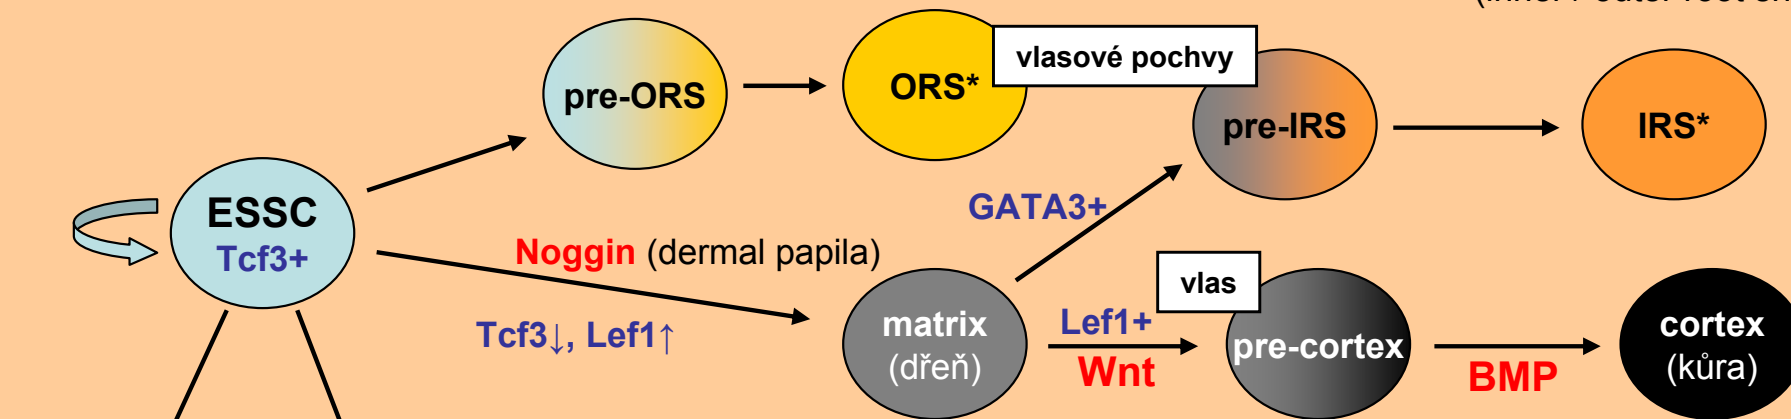 (inner
vlasové pochvy
pre-ORS
ORS*
pre-IRS
IRS*
ESSC
Tcf3+
GATA3+
Noggin (dermal papila)
Tcf3↓, Lef1↑
matrix
(dřeň)
Lef1+
Wnt
vlas
pre-cortex
BMP
cortex
(kůra)